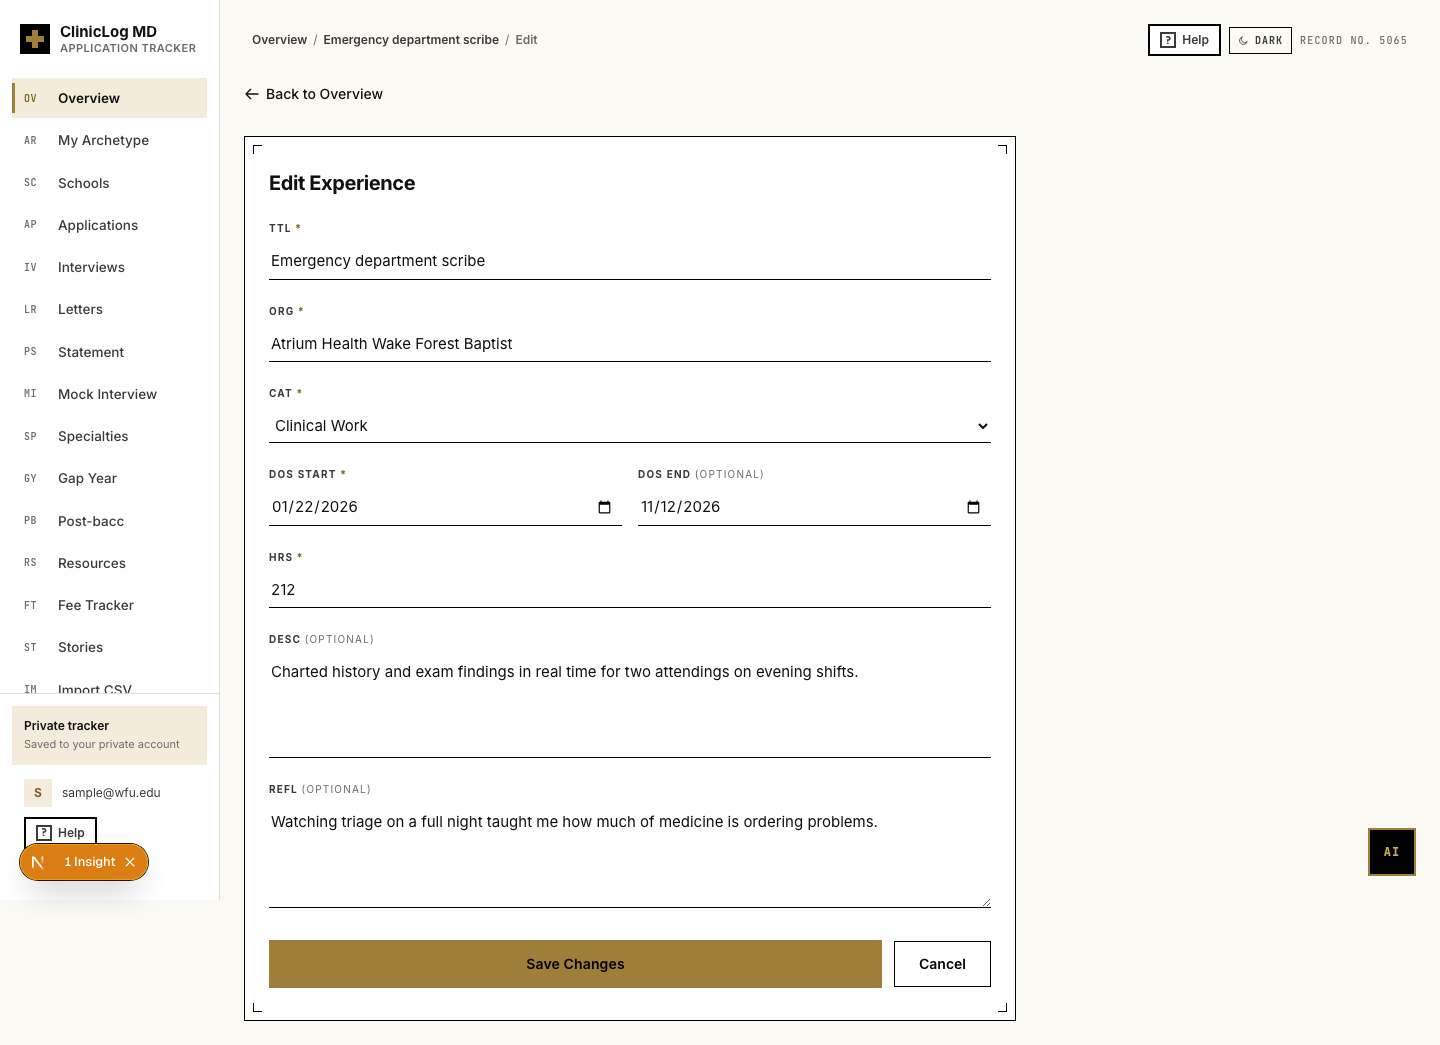 ClinicLog MD
APPLICATION TRACKER
OV Overview
AR My Archetype
SC Schools
AP Applications
IV Interviews
LR Letters
PS Statement
MI Mock Interview
SP Specialties
GY Gap Year
PB Post-bacc
RS Resources
FT Fee Tracker
ST Stories
IM Import CSV
Private tracker
Saved to your private account
S sample@wfu.edu
? Help
1 Insight
Overview / Emergency department scribe / Edit
? Help
DARK
RECORD NO. 5065
← Back to Overview
Edit Experience
TTL *
Emergency department scribe
ORG *
Atrium Health Wake Forest Baptist
CAT *
Clinical Work
DOS START *
01/22/2026
DOS END (OPTIONAL)
11/12/2026
HRS *
212
DESC (OPTIONAL)
Charted history and exam findings in real time for two attendings on evening shifts.
REFL (OPTIONAL)
Watching triage on a full night taught me how much of medicine is ordering problems.
Save Changes
Cancel
AI